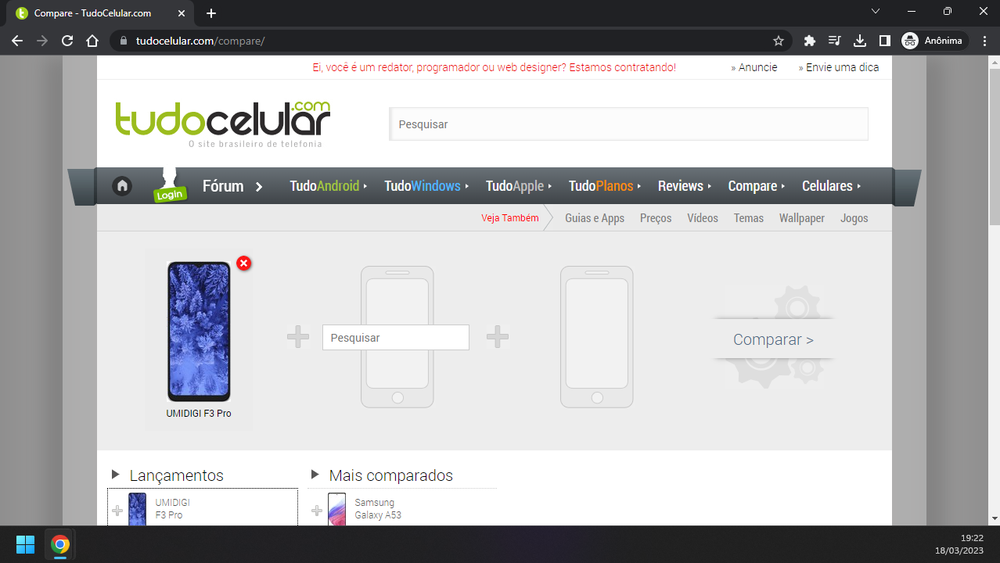 Compare - TudoCelular.com
tudocelular.com/compare/
Anônima
Ei, você é um redator, programador ou web designer? Estamos contratando!
» Anuncie
» Envie uma dica
tudocelular.com
O site brasileiro de telefonia
Pesquisar
Login
Fórum
TudoAndroid
TudoWindows
TudoApple
TudoPlanos
Reviews
Compare
Celulares
Veja Também
Guias e Apps
Preços
Vídeos
Temas
Wallpaper
Jogos
UMIDIGI F3 Pro
Pesquisar
Comparar >
Lançamentos
UMIDIGI
F3 Pro
Mais comparados
Samsung
Galaxy A53
19:22
18/03/2023